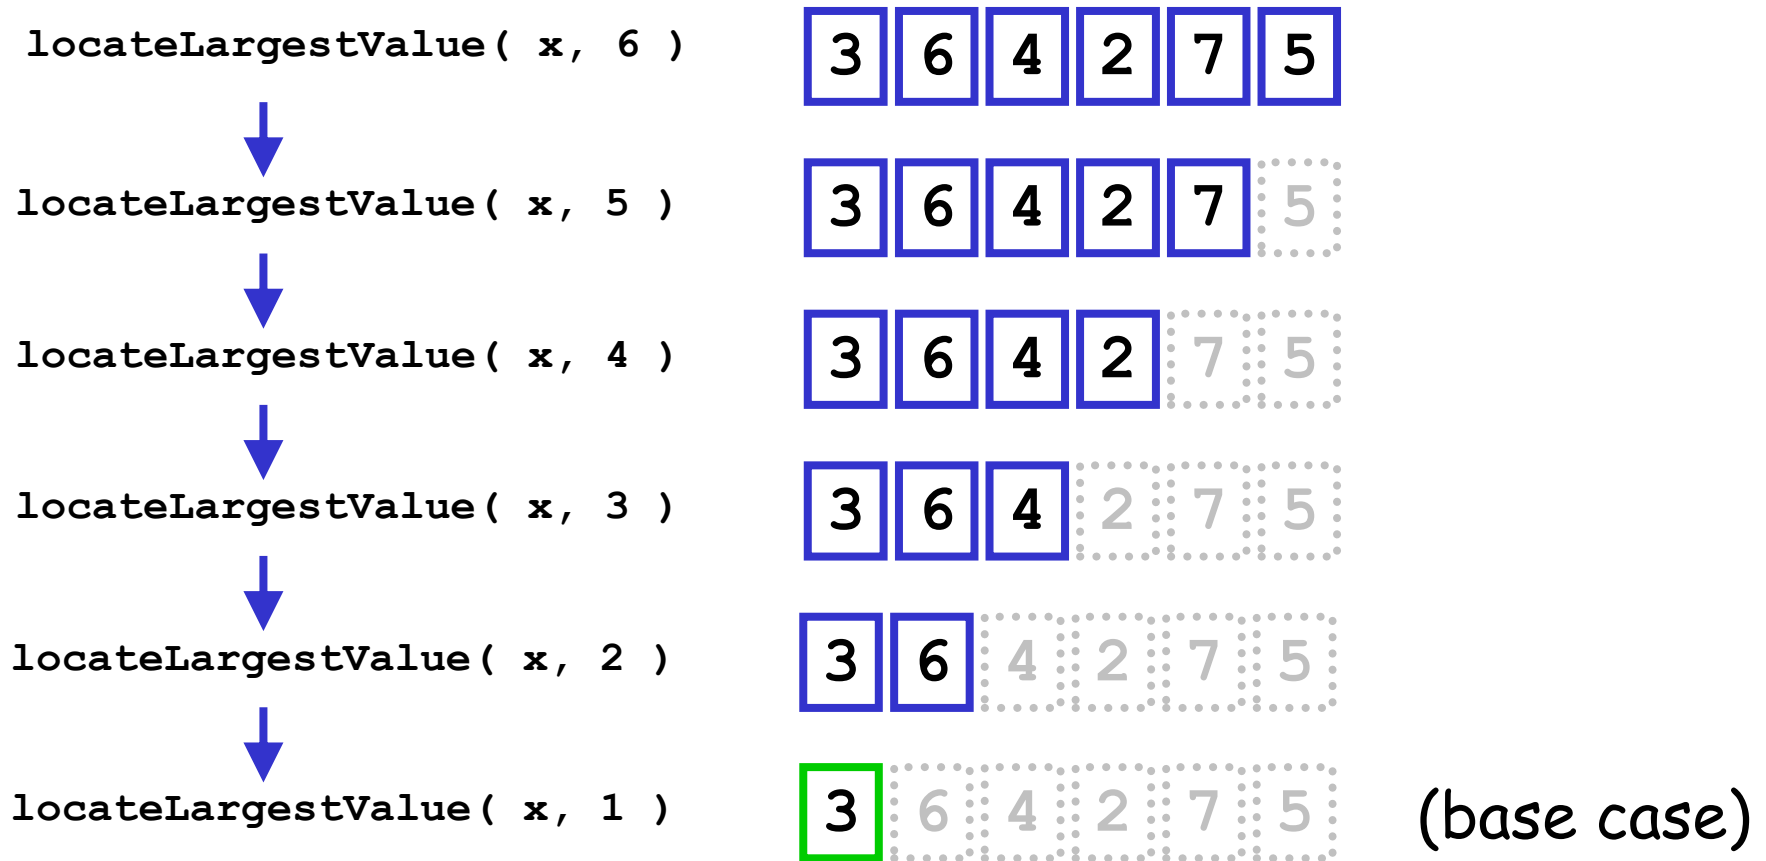 locateLargestValue( x, 6 ) 3 6 4 2 7 5
locateLargestValue( x, 5 ) 3 6 4 2 7 5
locateLargestValue( x, 4 ) 3 6 4 2 7 5
locateLargestValue( x, 3 ) 3 6 4 2 7 5
locateLargestValue( x, 2 ) 3 6 4 2 7 5
locateLargestValue( x, 1 ) 3 6 4 2 7 5 (base case)